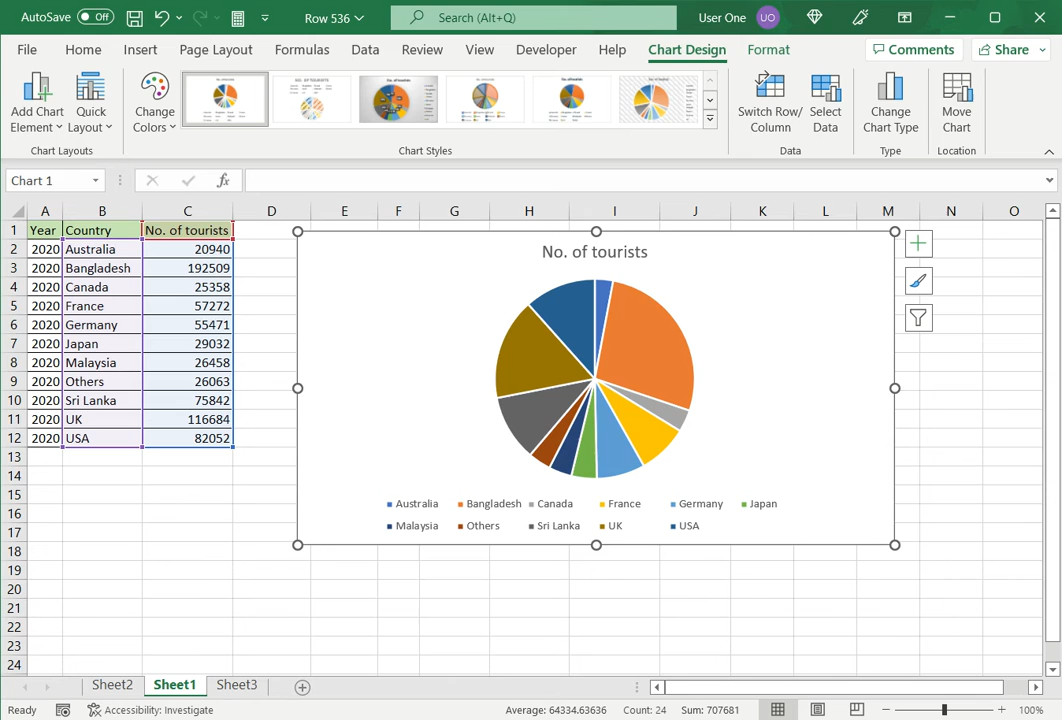 AutoSave Off Row 536 Search (Alt+Q) User One UO
File Home Insert Page Layout Formulas Data Review View Developer Help Chart Design Format Comments Share
Add Chart Element Quick Layout Change Colors Switch Row/ Column Select Data Change Chart Type Move Chart
Chart Layouts Chart Styles Data Type Location
Chart 1 fx
A B C D E F G H I J K L M N O
1 Year Country No. of tourists
2 2020 Australia 20940
3 2020 Bangladesh 192509
4 2020 Canada 25358
5 2020 France 57272
6 2020 Germany 55471
7 2020 Japan 29032
8 2020 Malaysia 26458
9 2020 Others 26063
10 2020 Sri Lanka 75842
11 2020 UK 116684
12 2020 USA 82052
13
14
15
16
17
18
19
20
21
22
23
24
No. of tourists
Australia Bangladesh Canada France Germany Japan
Malaysia Others Sri Lanka UK USA
Sheet2 Sheet1 Sheet3
Ready Accessibility: Investigate Average: 64334.63636 Count: 24 Sum: 707681 100%